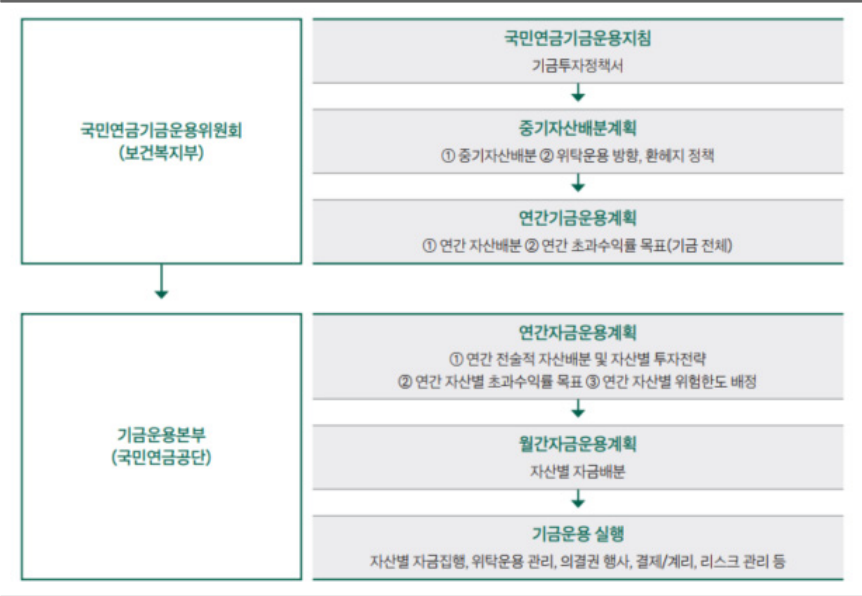 국민연금기금운용위원회
(보건복지부)
국민연금기금운용지침
기금투자정책서
중기자산배분계획
① 중기자산배분 ② 위탁운용 방향, 환헤지 정책
연간기금운용계획
① 연간 자산배분 ② 연간 초과수익률 목표(기금 전체)
기금운용본부
(국민연금공단)
연간자금운용계획
① 연간 전술적 자산배분 및 자산별 투자전략
② 연간 자산별 초과수익률 목표 ③ 연간 자산별 위험한도 배정
월간자금운용계획
자산별 자금배분
기금운용 실행
자산별 자금집행, 위탁운용 관리, 의결권 행사, 결제/계리, 리스크 관리 등